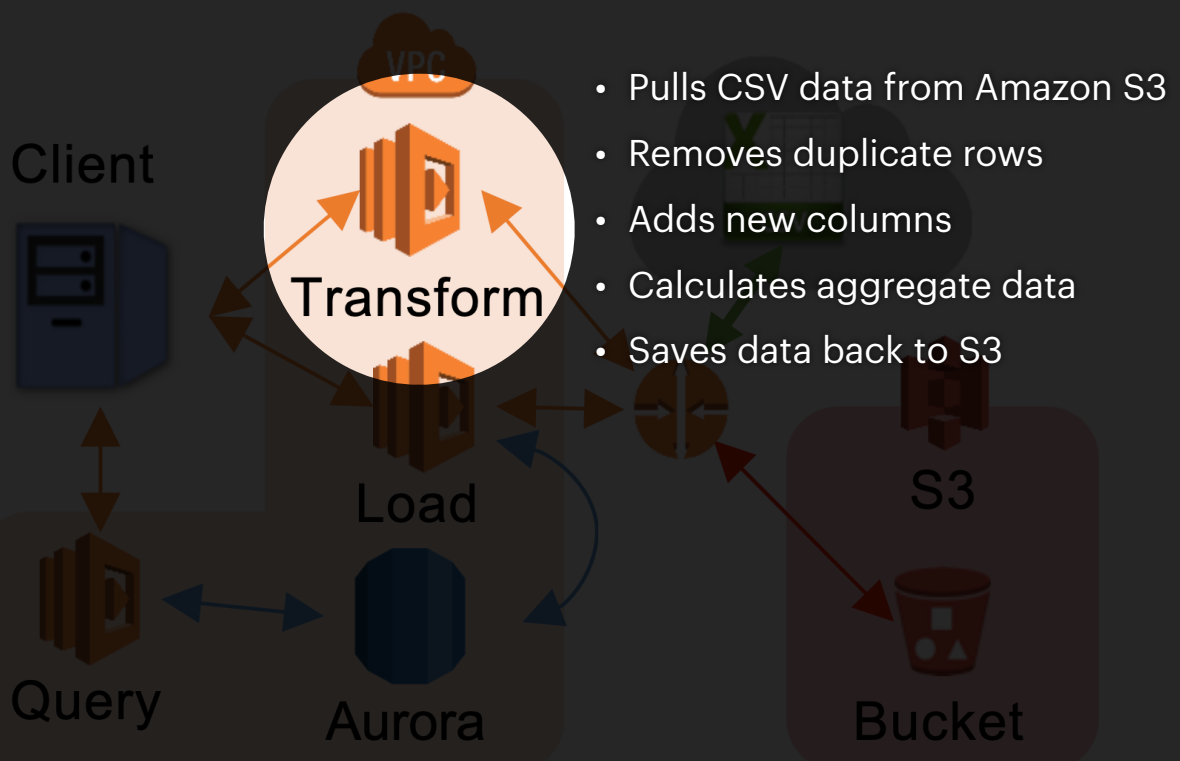 VPC
• Pulls CSV data from Amazon S3
Client
• Removes duplicate rows
• Adds new columns
Transform
• Calculates aggregate data
• Saves data back to S3
Load
S3
Query
Aurora
Bucket